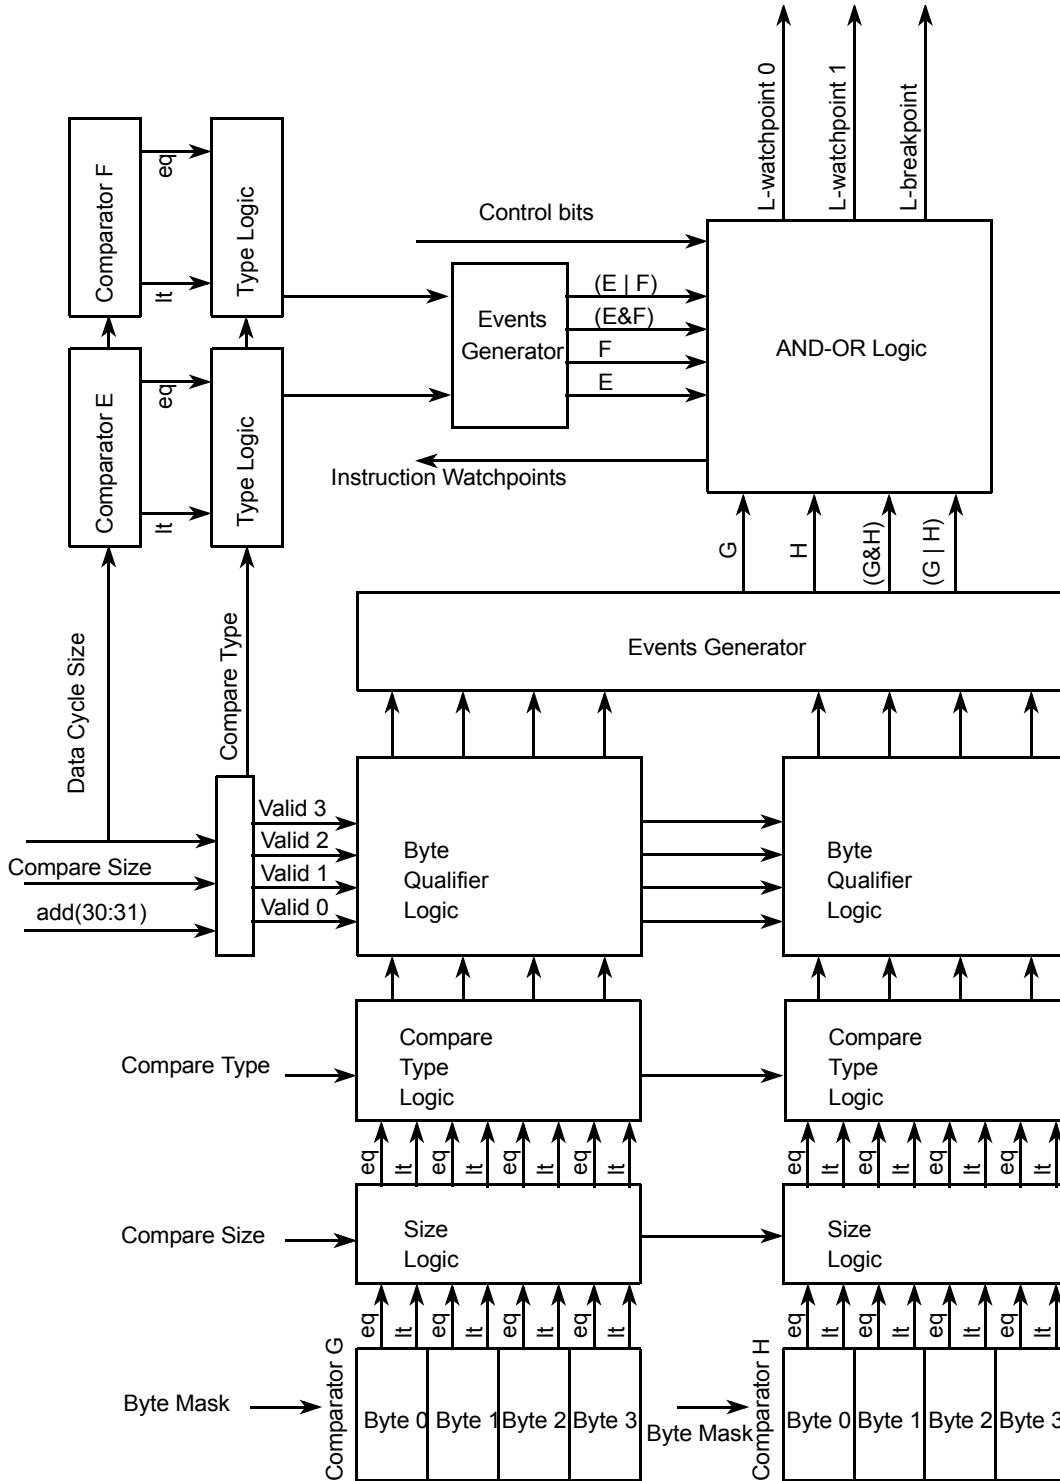 L-watchpoint 0
L-watchpoint 1
L-breakpoint
Comparator F
eq
lt
Type Logic
Control bits
Events
Generator
(E | F)
(E&F)
F
E
AND-OR Logic
Comparator E
eq
lt
Type Logic
Instruction Watchpoints
G
H
(G&H)
(G | H)
Events Generator
Data Cycle Size
Compare Type
Compare Size
add(30:31)
Valid 3
Valid 2
Valid 1
Valid 0
Byte
Qualifier
Logic
Byte
Qualifier
Logic
Compare Type
Compare
Type
Logic
Compare
Type
Logic
eq
lt
eq
lt
eq
lt
eq
lt
eq
lt
eq
lt
eq
lt
eq
lt
Compare Size
Size
Logic
Size
Logic
eq
lt
eq
lt
eq
lt
eq
lt
eq
lt
eq
lt
eq
lt
eq
lt
Byte Mask
Comparator G
Byte 0
Byte 1
Byte 2
Byte 3
Byte Mask
Comparator H
Byte 0
Byte 1
Byte 2
Byte 3